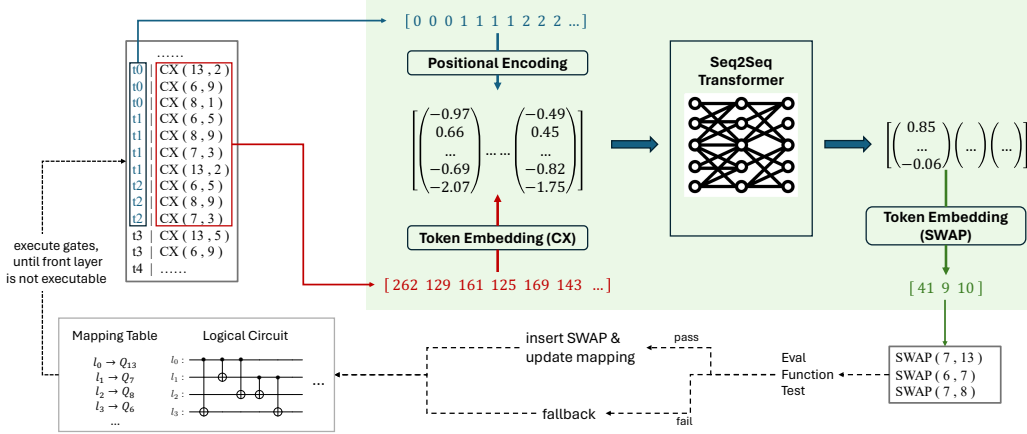 [ 0 0 0 1 1 1 1 2 2 2 ... ]
Positional Encoding
......
t0 | CX ( 13 , 2 )
t0 | CX ( 6 , 9 )
t0 | CX ( 8 , 1 )
t1 | CX ( 6 , 5 )
t1 | CX ( 8 , 9 )
t1 | CX ( 7 , 3 )
t1 | CX ( 13 , 2 )
t2 | CX ( 6 , 5 )
t2 | CX ( 8 , 9 )
t2 | CX ( 7 , 3 )
t3 | CX ( 13 , 5 )
t3 | CX ( 6 , 9 )
t4 | ......
−0.97 −0.49
0.66 0.45
... ... ... ...
−0.69 −0.82
−2.07 −1.75
Token Embedding (CX)
[ 262 129 161 125 169 143 ... ]
Seq2Seq
Transformer
0.85
... ( ... ) ( ... )
−0.06
Token Embedding
(SWAP)
[ 41 9 10 ]
SWAP ( 7 , 13 )
SWAP ( 6 , 7 )
SWAP ( 7 , 8 )
Eval
Function
Test
pass
fail
insert SWAP &
update mapping
fallback
execute gates,
until front layer
is not executable
Mapping Table
l0 → Q13
l1 → Q7
l2 → Q8
l3 → Q6
...
Logical Circuit
l0 :
l1 :
l2 :
l3 :
...